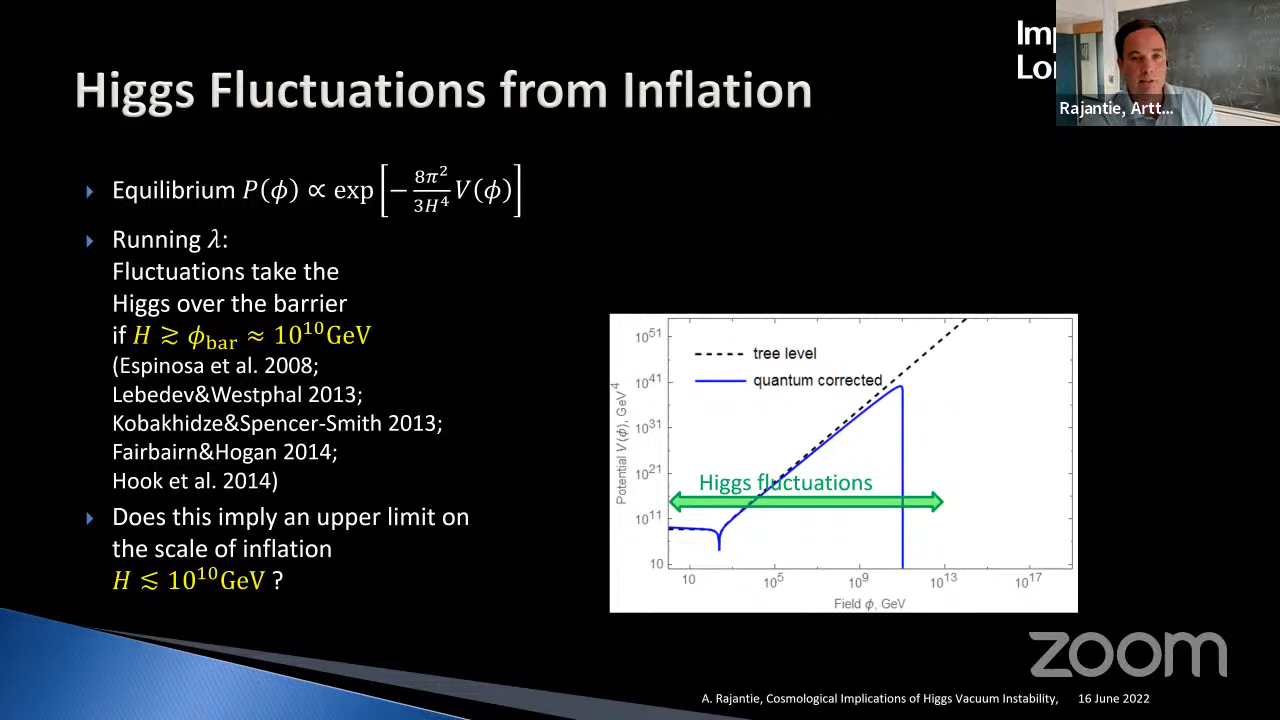 Imp
Lon
Rajantie, Artt...
Higgs Fluctuations from Inflation
Equilibrium P(ϕ) ∝ exp [−8π²/3H⁴ V(ϕ)]
Running λ:
Fluctuations take the
Higgs over the barrier
if H ≳ ϕ_bar ≈ 10¹⁰GeV
(Espinosa et al. 2008;
Lebedev&Westphal 2013;
Kobakhidze&Spencer-Smith 2013;
Fairbairn&Hogan 2014;
Hook et al. 2014)
Does this imply an upper limit on
the scale of inflation
H ≲ 10¹⁰GeV ?
tree level
quantum corrected
Higgs fluctuations
Potential V(ϕ), GeV⁴
10⁵¹
10⁴¹
10³¹
10²¹
10¹¹
10
10 10⁵ 10⁹ 10¹³ 10¹⁷
Field ϕ, GeV
zoom
A. Rajantie, Cosmological Implications of Higgs Vacuum Instability, 16 June 2022